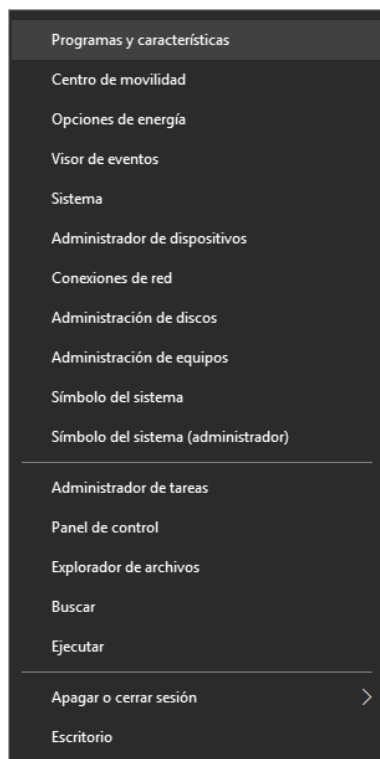 Programas y características
Centro de movilidad
Opciones de energía
Visor de eventos
Sistema
Administrador de dispositivos
Conexiones de red
Administración de discos
Administración de equipos
Símbolo del sistema
Símbolo del sistema (administrador)
Administrador de tareas
Panel de control
Explorador de archivos
Buscar
Ejecutar
Apagar o cerrar sesión
Escritorio